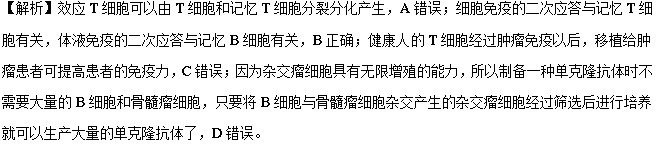 【解析】效应 T 细胞可以由 T 细胞和记忆 T 细胞分裂分化产生，A 错误；细胞免疫的二次应答与记忆 T 细
胞有关，体液免疫的二次应答与记忆 B 细胞有关，B 正确；健康人的 T 细胞经过肿瘤免疫以后，移植给肿
瘤患者可提高患者的免疫力，C 错误；因为杂交瘤细胞具有无限增殖的能力，所以制备一种单克隆抗体时不
需要大量的 B 细胞和骨髓瘤细胞，只要将 B 细胞与骨髓瘤细胞杂交产生的杂交瘤细胞经过筛选后进行培养
就可以生产大量的单克隆抗体了，D 错误。